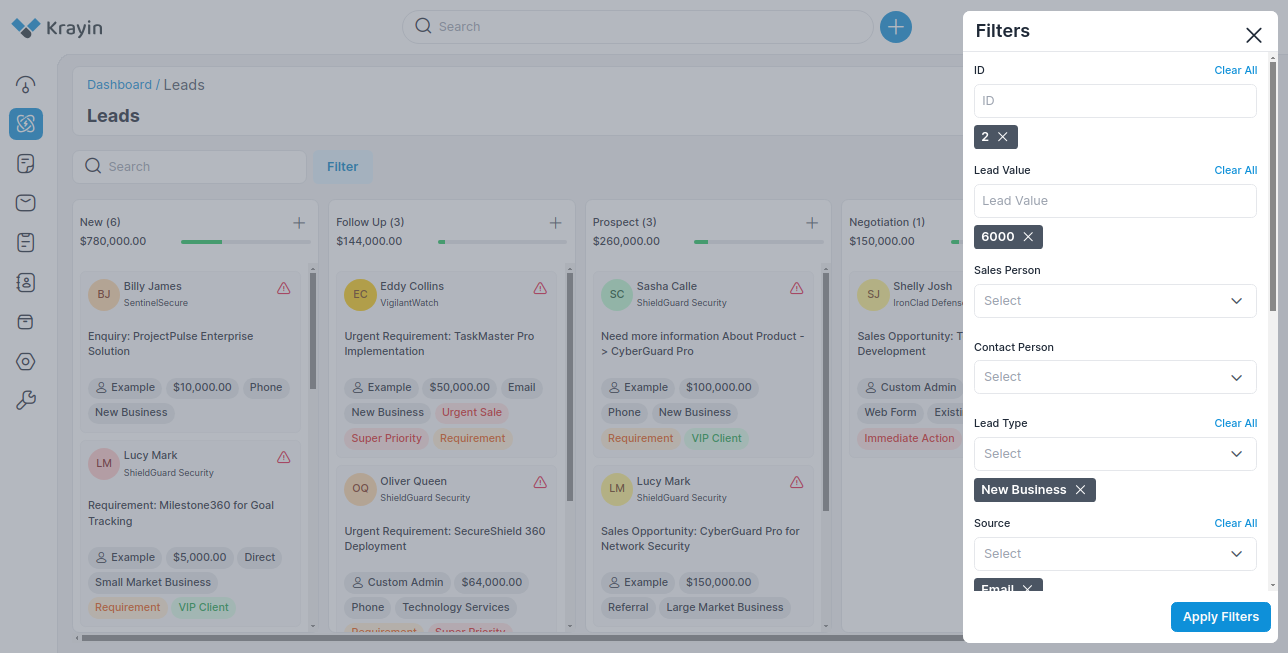 Krayin
Search
Dashboard / Leads
Leads
Search
Filter
New (6)
$780,000.00
BJ
Billy James
SentinelSecure
Enquiry: ProjectPulse Enterprise
Solution
Example $10,000.00 Phone
New Business
LM
Lucy Mark
ShieldGuard Security
Requirement: Milestone360 for Goal
Tracking
Example $5,000.00 Direct
Small Market Business
Requirement VIP Client
Follow Up (3)
$144,000.00
EC
Eddy Collins
VigilantWatch
Urgent Requirement: TaskMaster Pro
Implementation
Example $50,000.00 Email
New Business Urgent Sale
Super Priority Requirement
OQ
Oliver Queen
ShieldGuard Security
Urgent Requirement: SecureShield 360
Deployment
Custom Admin $64,000.00
Phone Technology Services
Requirement Super Priority
Prospect (3)
$260,000.00
SC
Sasha Calle
ShieldGuard Security
Need more information About Product -
> CyberGuard Pro
Example $100,000.00
Phone New Business
Requirement VIP Client
LM
Lucy Mark
ShieldGuard Security
Sales Opportunity: CyberGuard Pro for
Network Security
Example $150,000.00
Referral Large Market Business
Negotiation (1)
$150,000.00
SJ
Shelly Josh
IronClad Defens
Sales Opportunity: T
Development
Custom Admin
Web Form Existi
Immediate Action
Filters
ID Clear All
ID
2
Lead Value Clear All
Lead Value
6000
Sales Person
Select
Contact Person
Select
Lead Type Clear All
Select
New Business
Source Clear All
Select
Email
Apply Filters